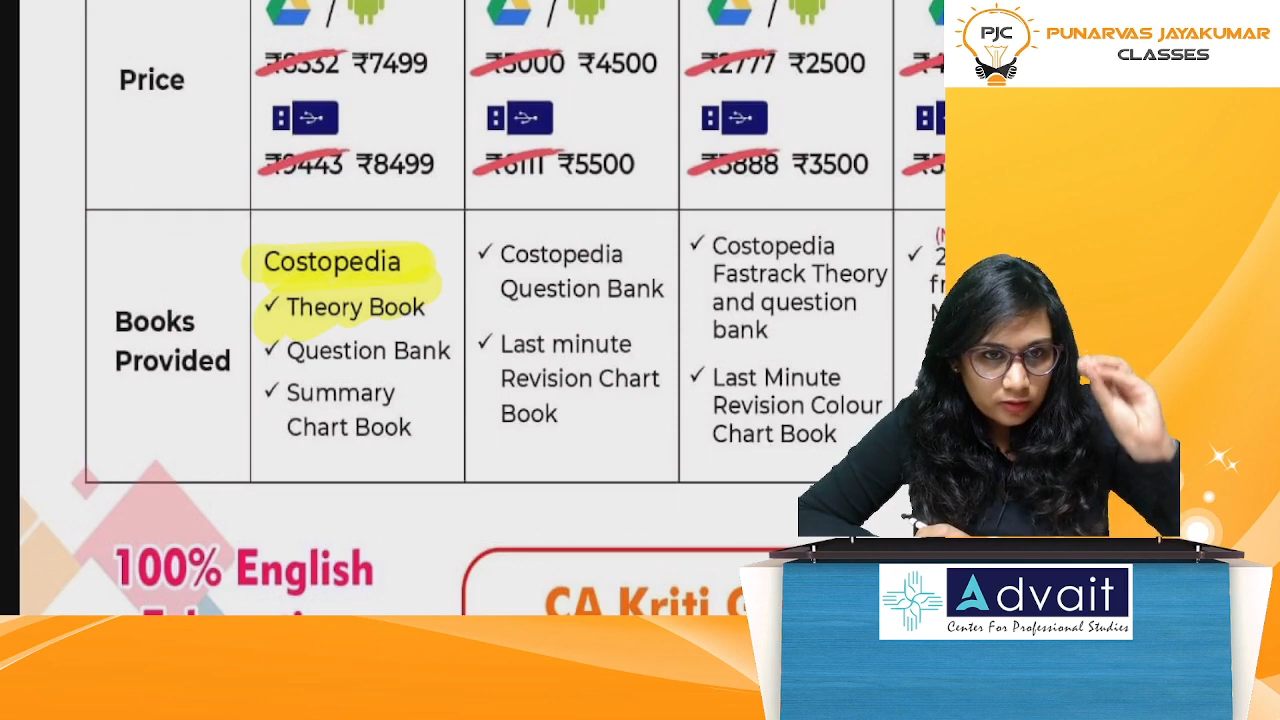 PJC
PUNARVAS JAYAKUMAR
CLASSES
/ / /
Price
₹8332 ₹7499
₹5000 ₹4500
₹2777 ₹2500
₹9443 ₹8499
₹6111 ₹5500
₹3888 ₹3500
Books
Provided
Costopedia
✓ Theory Book
✓ Question Bank
✓ Summary
Chart Book
✓ Costopedia
Question Bank
✓ Last minute
Revision Chart
Book
✓ Costopedia
Fastrack Theory
and question
bank
✓ Last Minute
Revision Colour
Chart Book
100% English
CA Kriti
Advait
Center For Professional Studies